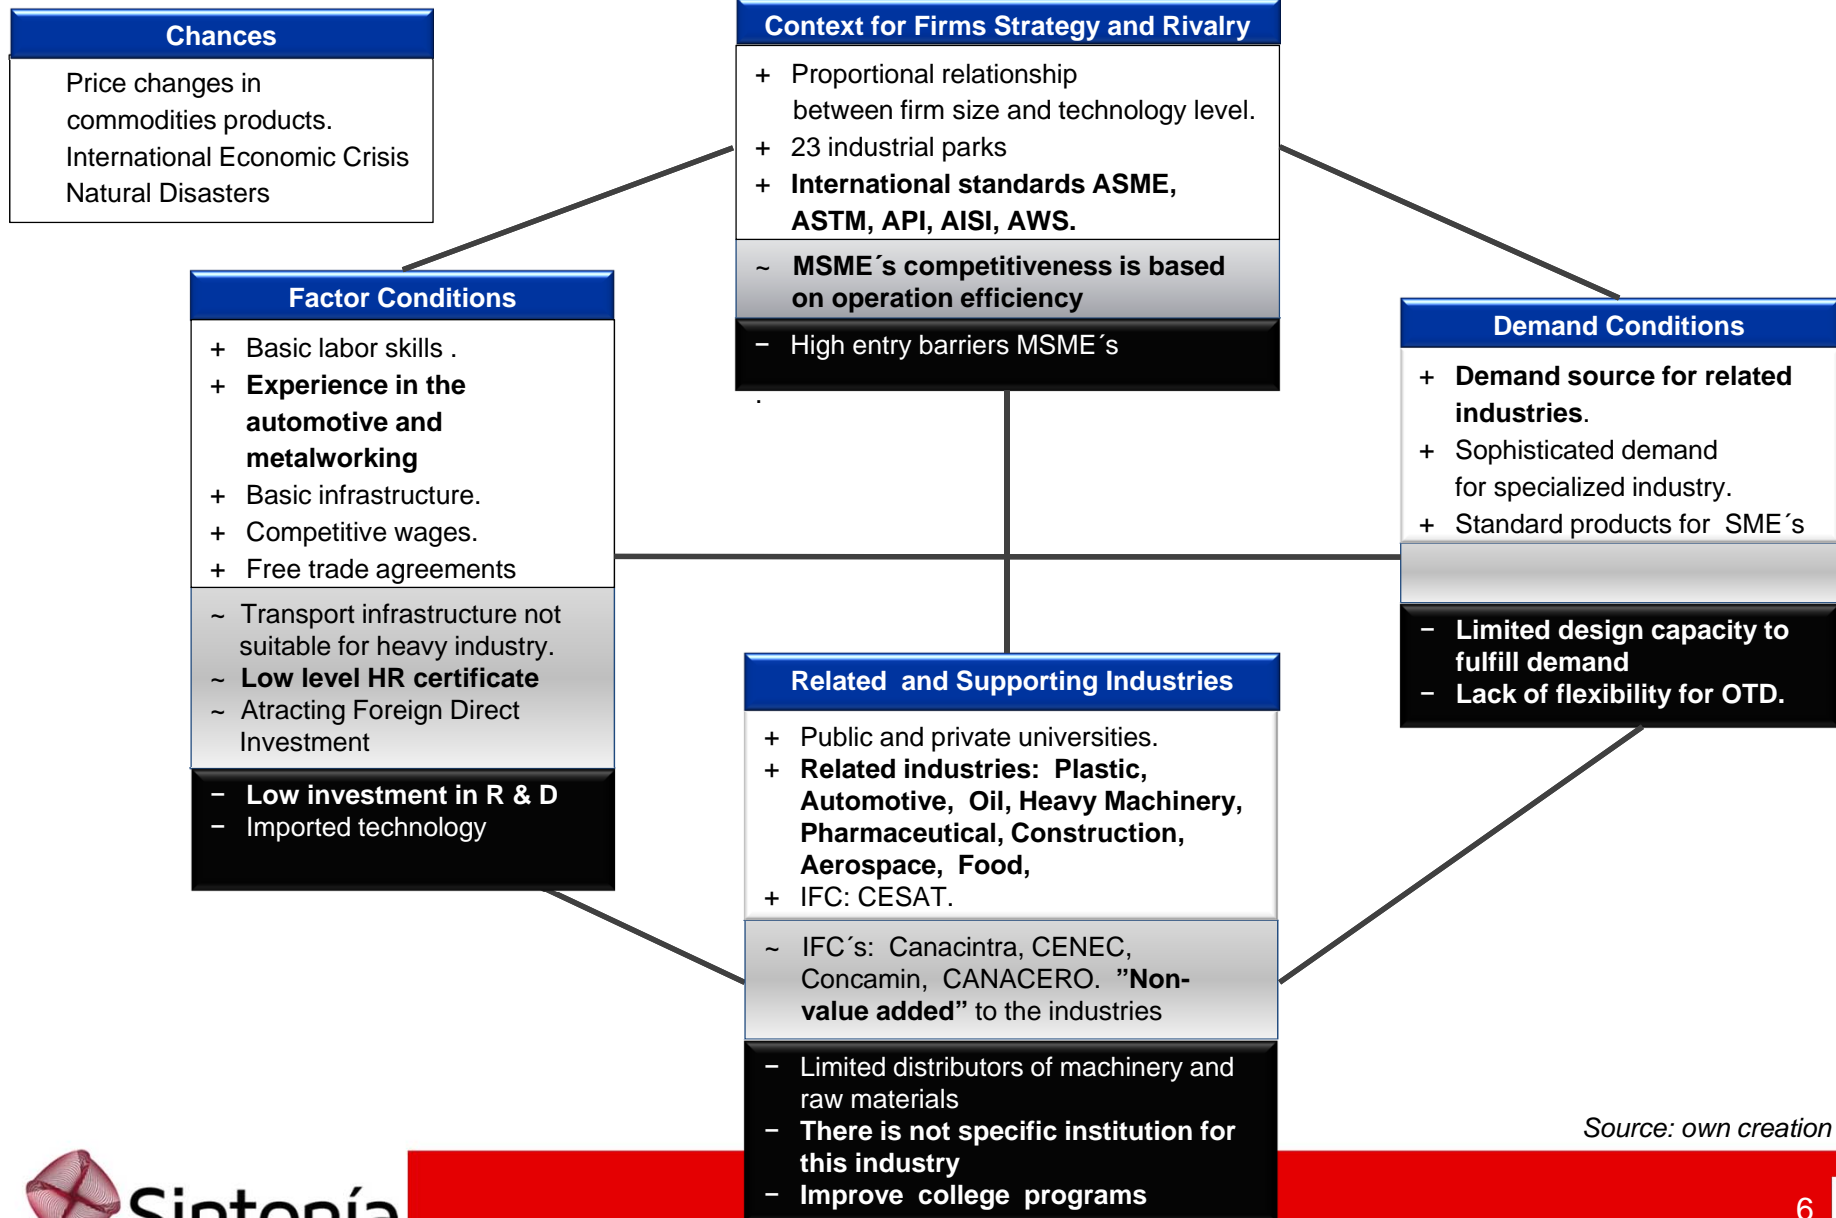 Chances
Price changes in
commodities products.
International Economic Crisis
Natural Disasters
Context for Firms Strategy and Rivalry
+ Proportional relationship
between firm size and technology level.
+ 23 industrial parks
+ International standards ASME,
ASTM, API, AISI, AWS.
~ MSME´s competitiveness is based
on operation efficiency
− High entry barriers MSME´s
.
Factor Conditions
+ Basic labor skills .
+ Experience in the
automotive and
metalworking
+ Basic infrastructure.
+ Competitive wages.
+ Free trade agreements
~ Transport infrastructure not
suitable for heavy industry.
~ Low level HR certificate
~ Atracting Foreign Direct
Investment
− Low investment in R & D
− Imported technology
Demand Conditions
+ Demand source for related
industries.
+ Sophisticated demand
for specialized industry.
+ Standard products for SME´s
− Limited design capacity to
fulfill demand
− Lack of flexibility for OTD.
Related and Supporting Industries
+ Public and private universities.
+ Related industries: Plastic,
Automotive, Oil, Heavy Machinery,
Pharmaceutical, Construction,
Aerospace, Food,
+ IFC: CESAT.
~ IFC´s: Canacintra, CENEC,
Concamin, CANACERO. ”Non-
value added” to the industries
− Limited distributors of machinery and
raw materials
− There is not specific institution for
this industry
− Improve college programs
Source: own creation
Sintonía
6